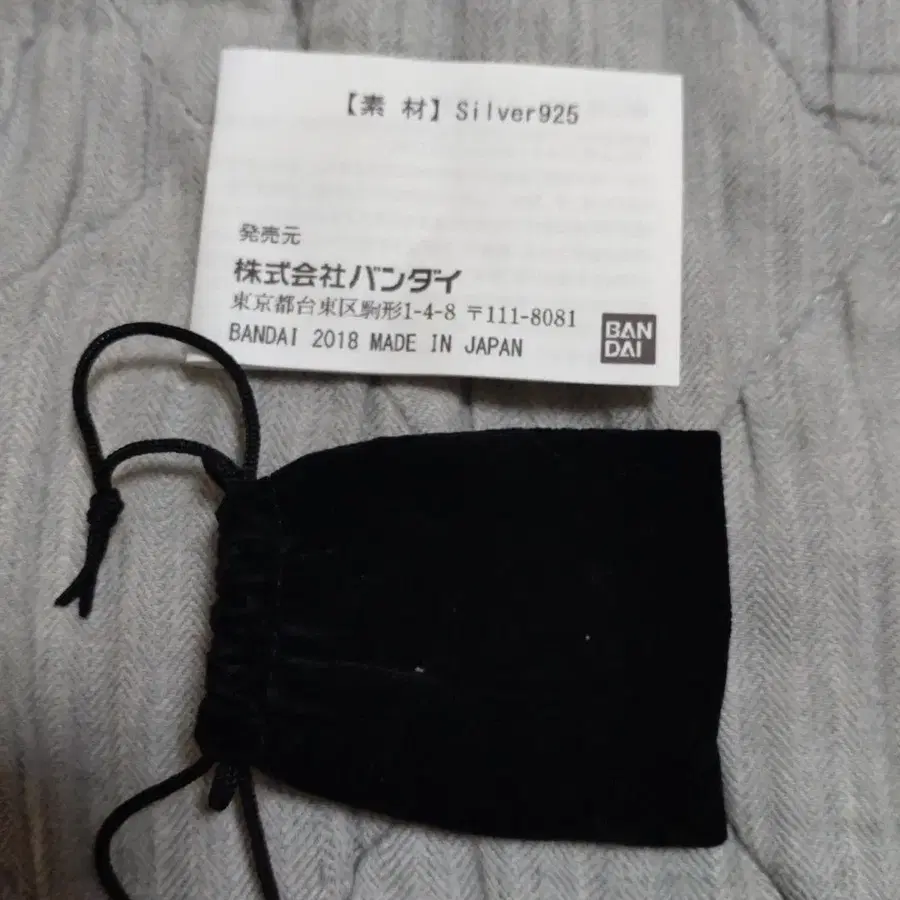 【素 材】Silver925
発売元
株式会社バンダイ
東京都台東区駒形1-4-8 〒111-8081
BANDAI 2018 MADE IN JAPAN
BAN
DAI